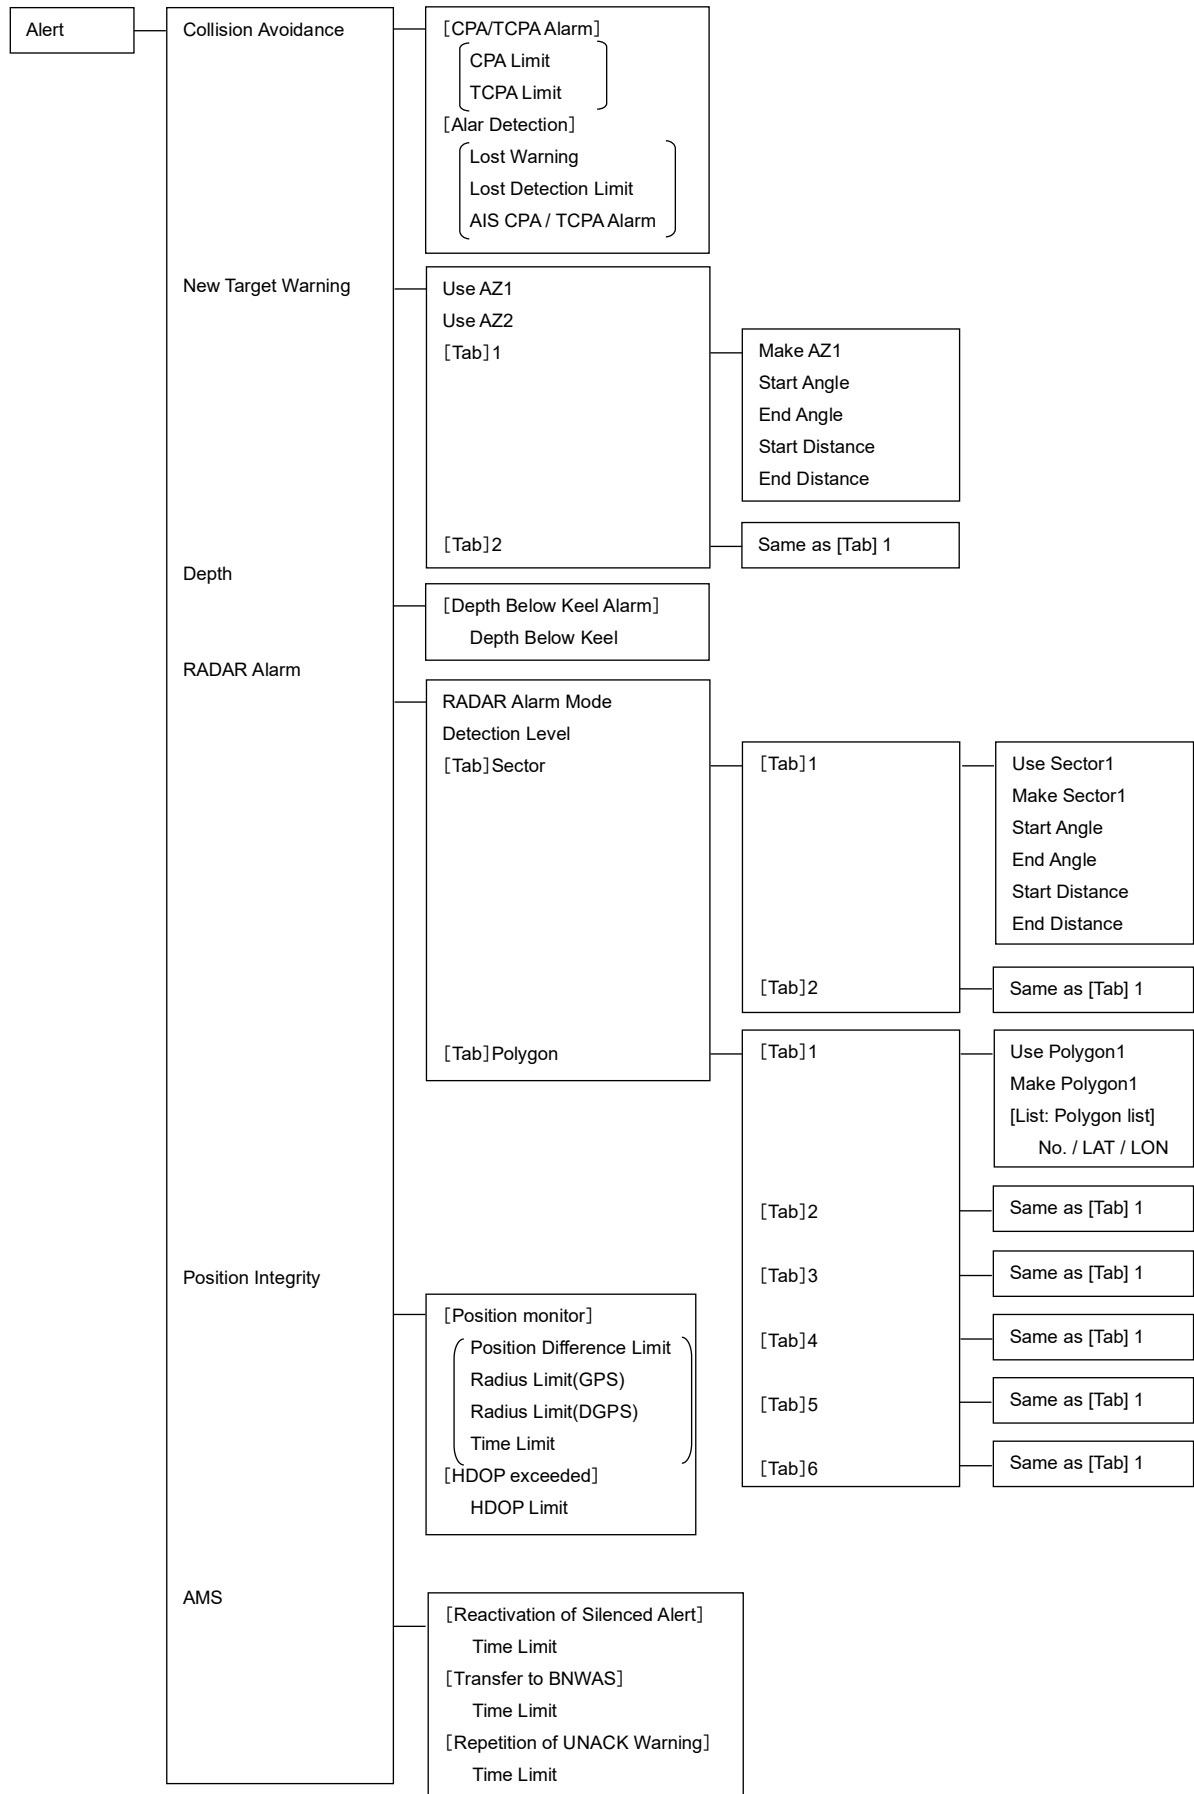 Alert
Collision Avoidance
[CPA/TCPA Alarm]
CPA Limit
TCPA Limit
[Alar Detection]
Lost Warning
Lost Detection Limit
AIS CPA / TCPA Alarm
New Target Warning
Use AZ1
Use AZ2
[Tab]1
Make AZ1
Start Angle
End Angle
Start Distance
End Distance
[Tab]2
Same as [Tab] 1
Depth
[Depth Below Keel Alarm]
Depth Below Keel
RADAR Alarm
RADAR Alarm Mode
Detection Level
[Tab]Sector
[Tab]1
Use Sector1
Make Sector1
Start Angle
End Angle
Start Distance
End Distance
[Tab]2
Same as [Tab] 1
[Tab]Polygon
[Tab]1
Use Polygon1
Make Polygon1
[List: Polygon list]
No. / LAT / LON
[Tab]2
Same as [Tab] 1
[Tab]3
Same as [Tab] 1
[Tab]4
Same as [Tab] 1
[Tab]5
Same as [Tab] 1
[Tab]6
Same as [Tab] 1
Position Integrity
[Position monitor]
Position Difference Limit
Radius Limit(GPS)
Radius Limit(DGPS)
Time Limit
[HDOP exceeded]
HDOP Limit
AMS
[Reactivation of Silenced Alert]
Time Limit
[Transfer to BNWAS]
Time Limit
[Repetition of UNACK Warning]
Time Limit